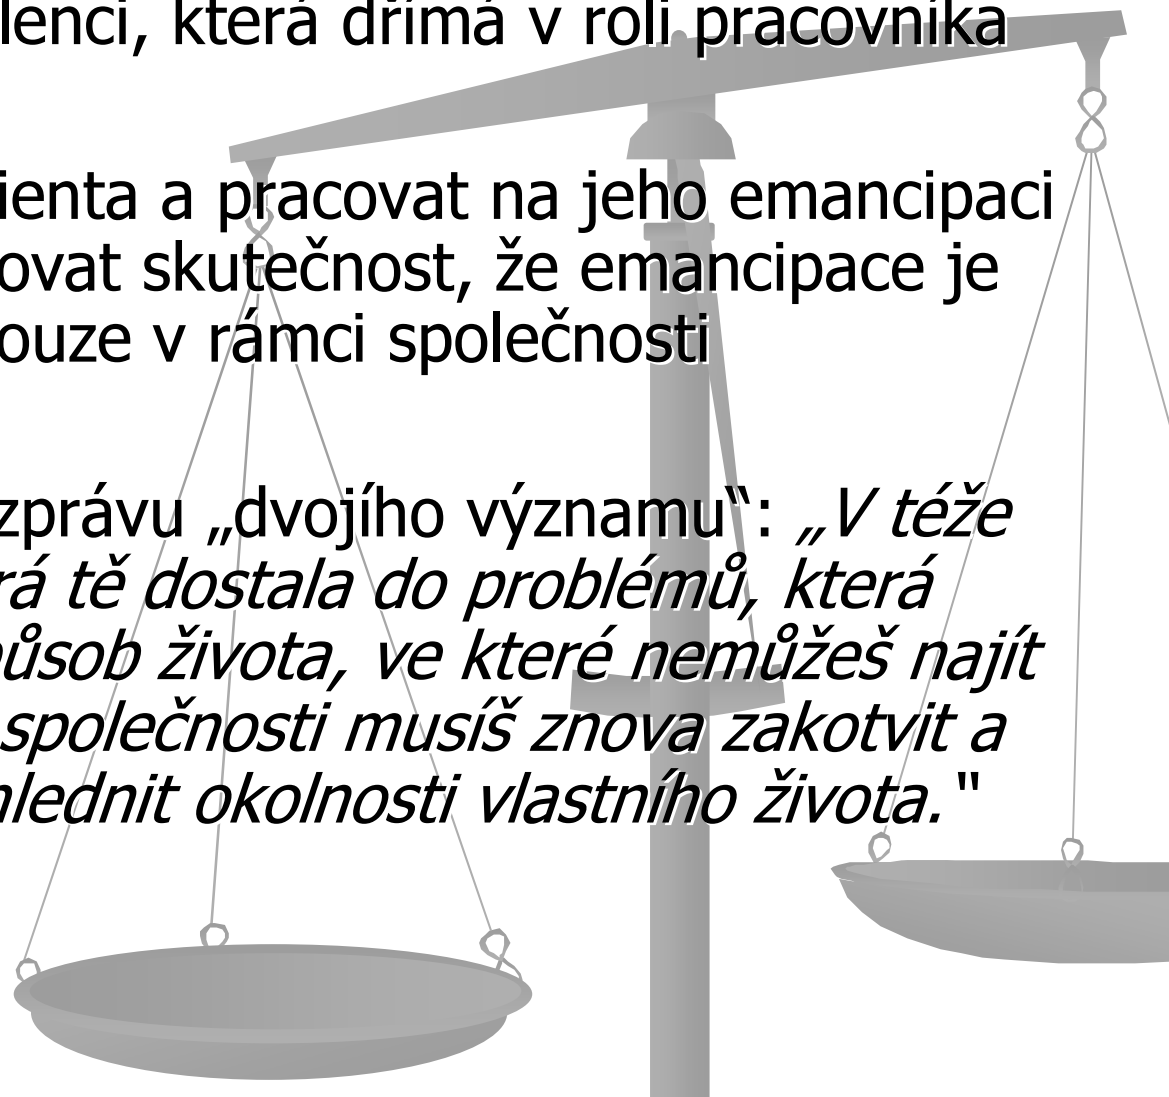 lenci, která dřímá v roli pracovníka
ienta a pracovat na jeho emancipaci
ovat skutečnost, že emancipace je
ouze v rámci společnosti
zprávu „dvojího významu“: „V téže
rá tě dostala do problémů, která
ůsob života, ve které nemůžeš najít
společnosti musíš znova zakotvit a
hlednit okolnosti vlastního života."